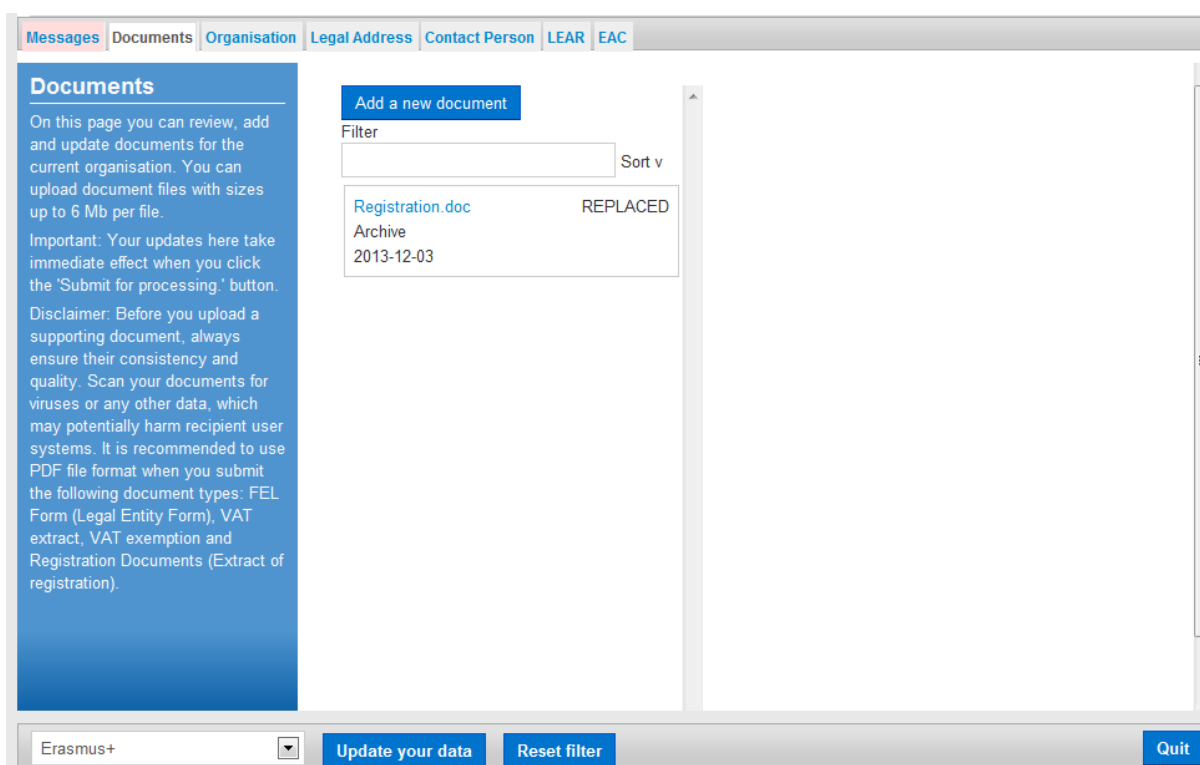 Messages Documents Organisation Legal Address Contact Person LEAR EAC
Documents
On this page you can review, add
and update documents for the
current organisation. You can
upload document files with sizes
up to 6 Mb per file.
Important: Your updates here take
immediate effect when you click
the 'Submit for processing.' button.
Disclaimer: Before you upload a
supporting document, always
ensure their consistency and
quality. Scan your documents for
viruses or any other data, which
may potentially harm recipient user
systems. It is recommended to use
PDF file format when you submit
the following document types: FEL
Form (Legal Entity Form), VAT
extract, VAT exemption and
Registration Documents (Extract of
registration).
Add a new document
Filter
Sort v
Registration.doc REPLACED
Archive
2013-12-03
Erasmus+ Update your data Reset filter Quit